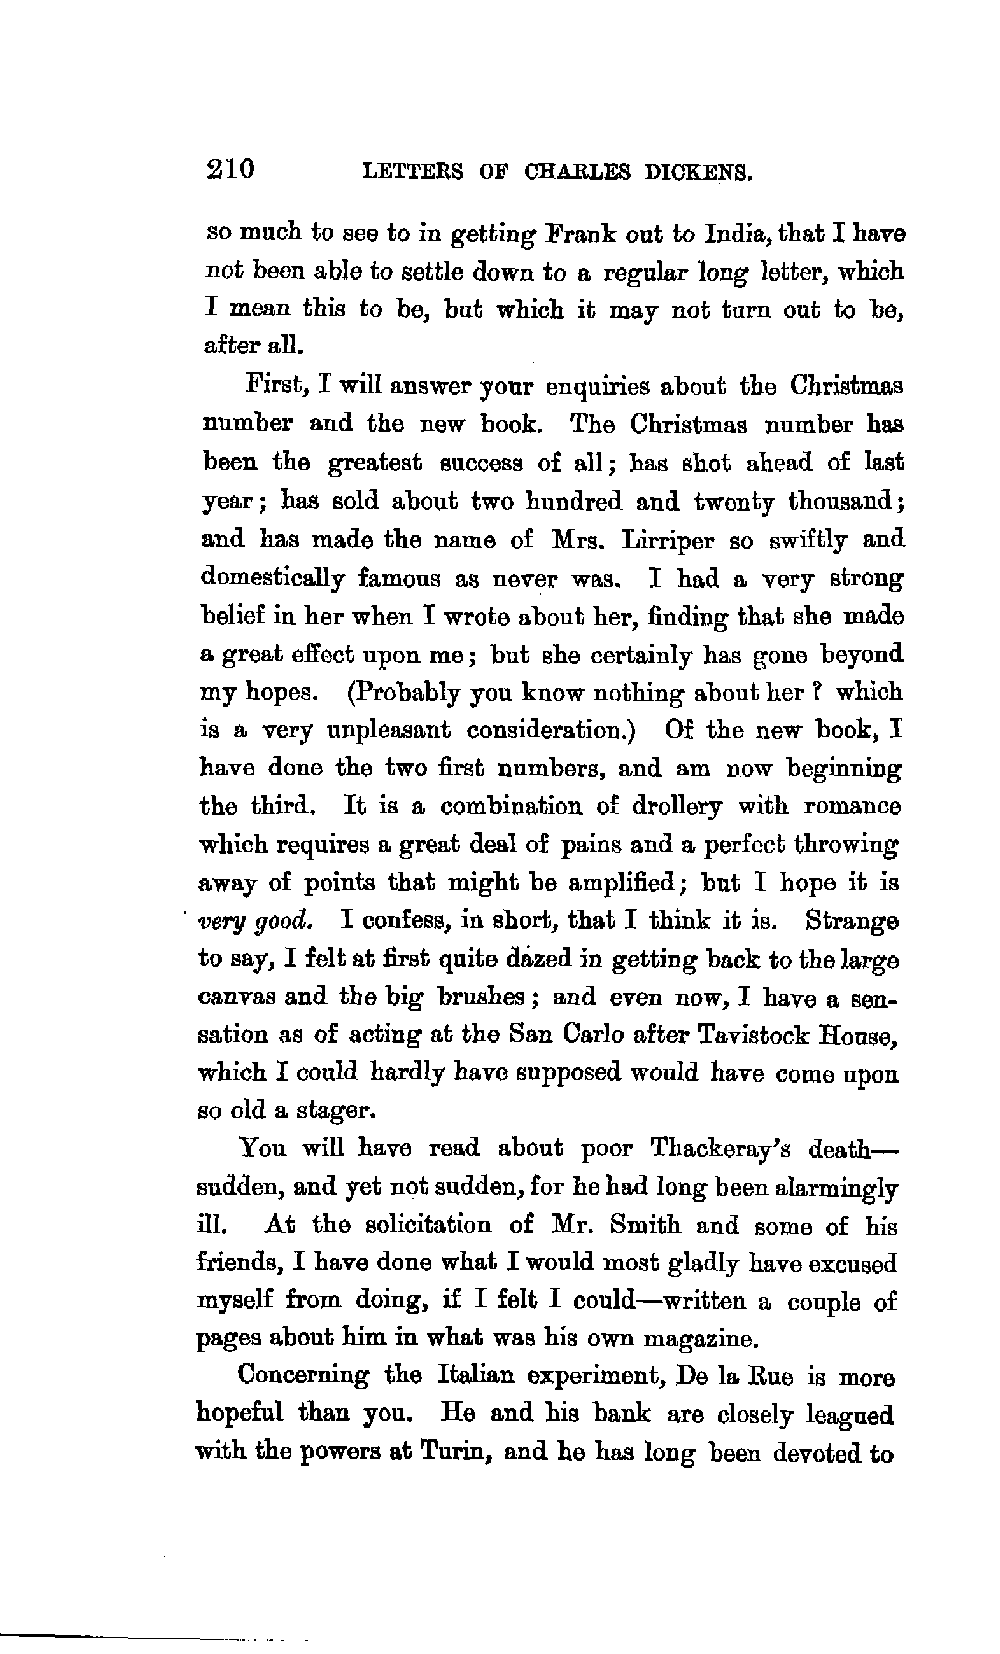 210 LETTERS OF CHARLES DICKENS.
so much to see to in getting Frank out to India, that I have
not been able to settle down to a regular long letter, which
I mean this to be, but which it may not turn out to be,
after all.
First, I will answer your enquiries about the Christmas
number and the new book. The Christmas number has
been the greatest success of all; has shot ahead of last
year; has sold about two hundred and twenty thousand;
and has made the name of Mrs. Lirriper so swiftly and
domestically famous as never was. I had a very strong
belief in her when I wrote about her, finding that she made
a great effect upon me; but she certainly has gone beyond
my hopes. (Probably you know nothing about her? which
is a very unpleasant consideration.) Of the new book, I
have done the two first numbers, and am now beginning
the third. It is a combination of drollery with romance
which requires a great deal of pains and a perfect throwing
away of points that might be amplified; but I hope it is
very good. I confess, in short, that I think it is. Strange
to say, I felt at first quite dazed in getting back to the large
canvas and the big brushes; and even now, I have a sen-
sation as of acting at the San Carlo after Tavistock House,
which I could hardly have supposed would have come upon
so old a stager.
You will have read about poor Thackeray's death—
sudden, and yet not sudden, for he had long been alarmingly
ill. At the solicitation of Mr. Smith and some of his
friends, I have done what I would most gladly have excused
myself from doing, if I felt I could—written a couple of
pages about him in what was his own magazine.
Concerning the Italian experiment, De la Rue is more
hopeful than you. He and his bank are closely leagued
with the powers at Turin, and he has long been devoted to